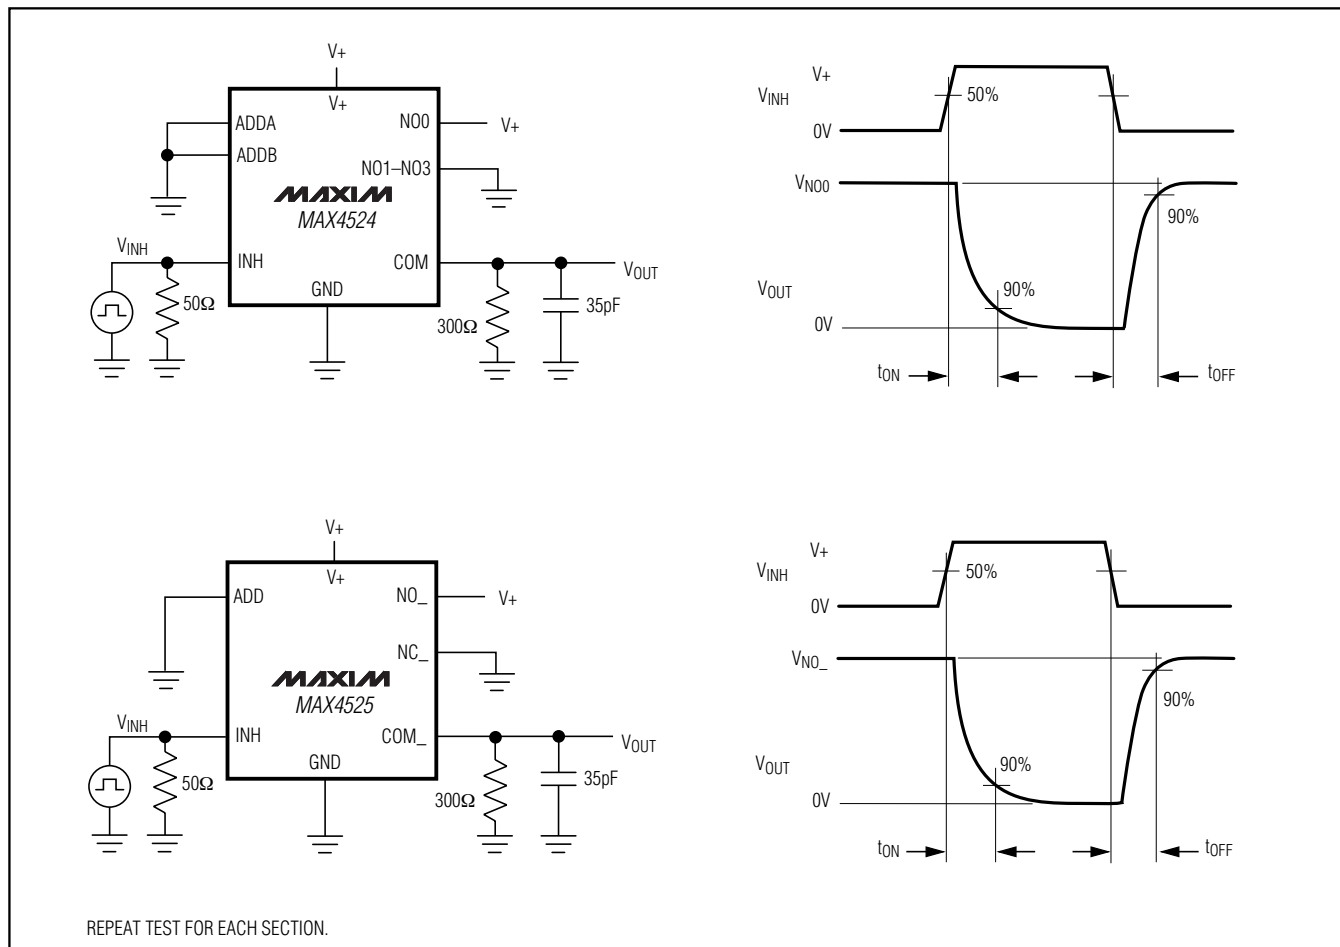 V+
V+
ADDA
ADDB
NO0
V+
NO1–NO3
MAXIM
MAX4524
VINH
INH
COM
VOUT
GND
50Ω
300Ω
35pF
V+
VINH
50%
0V
VNO0
90%
VOUT
90%
0V
tON
tOFF
V+
V+
ADD
NO_
V+
NC_
MAXIM
MAX4525
VINH
INH
COM_
VOUT
GND
50Ω
300Ω
35pF
V+
VINH
50%
0V
VNO_
90%
VOUT
90%
0V
tON
tOFF
REPEAT TEST FOR EACH SECTION.